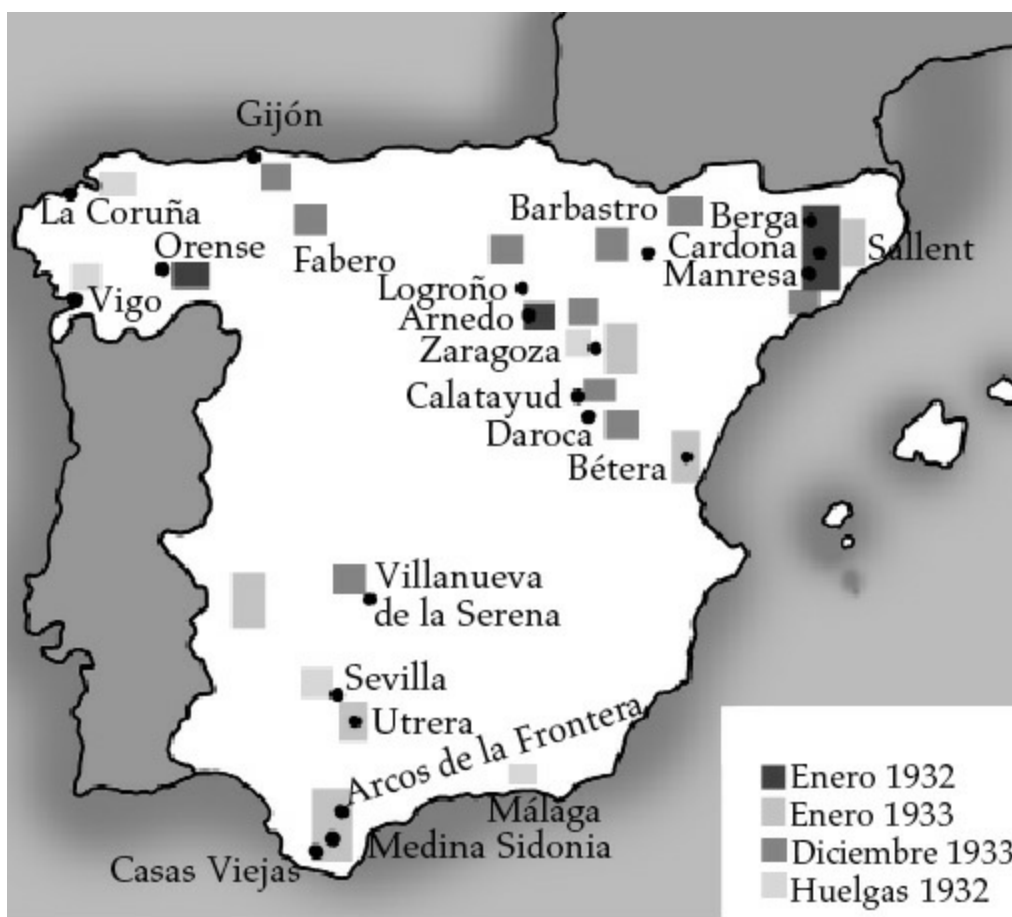 Gijón
La Coruña
Orense
Fabero
Vigo
Barbastro
Berga
Cardona
Sallent
Manresa
Logroño
Arnedo
Zaragoza
Calatayud
Daroca
Bétera
Villanueva
de la Serena
Sevilla
Utrera
Arcos de la Frontera
Málaga
Medina Sidonia
Casas Viejas
Enero 1932
Enero 1933
Diciembre 1933
Huelgas 1932